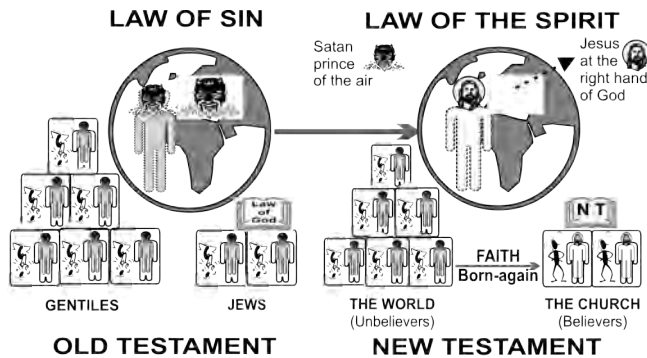 LAW OF SIN
LAW OF THE SPIRIT
Satan
prince
of the air
Jesus
at the
right hand
of God
Law
of
God
N T
FAITH
Born-again
GENTILES
JEWS
THE WORLD
(Unbelievers)
THE CHURCH
(Believers)
OLD TESTAMENT
NEW TESTAMENT